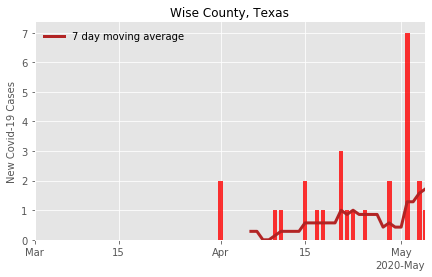 Wise County, Texas
7 day moving average
New Covid-19 Cases
7
6
5
4
3
2
1
0
Mar 15 Apr 15 May
2020-May